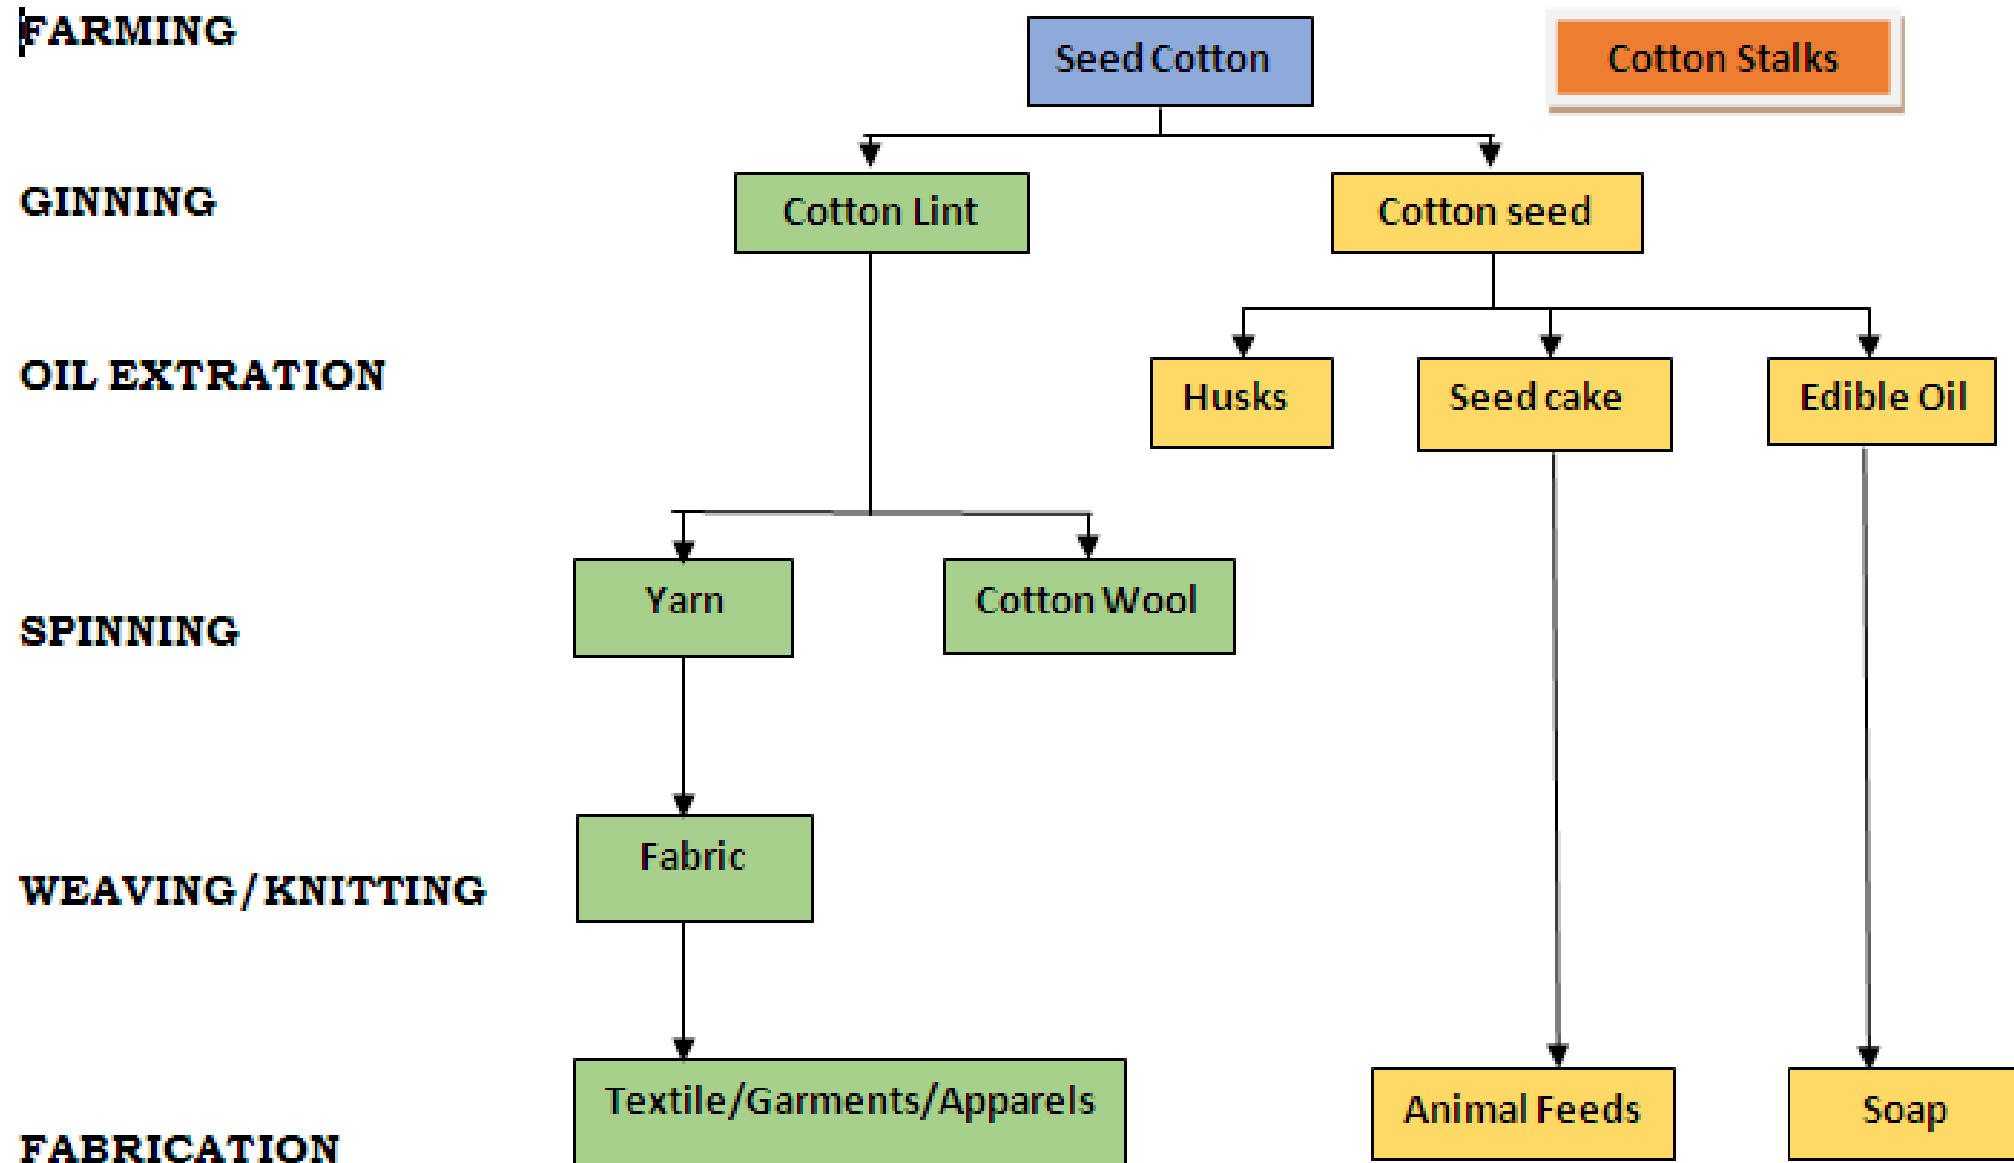 FARMING
Seed Cotton
Cotton Stalks
GINNING
Cotton Lint
Cotton seed
OIL EXTRATION
Husks
Seed cake
Edible Oil
SPINNING
Yarn
Cotton Wool
WEAVING/KNITTING
Fabric
FABRICATION
Textile/Garments/Apparels
Animal Feeds
Soap